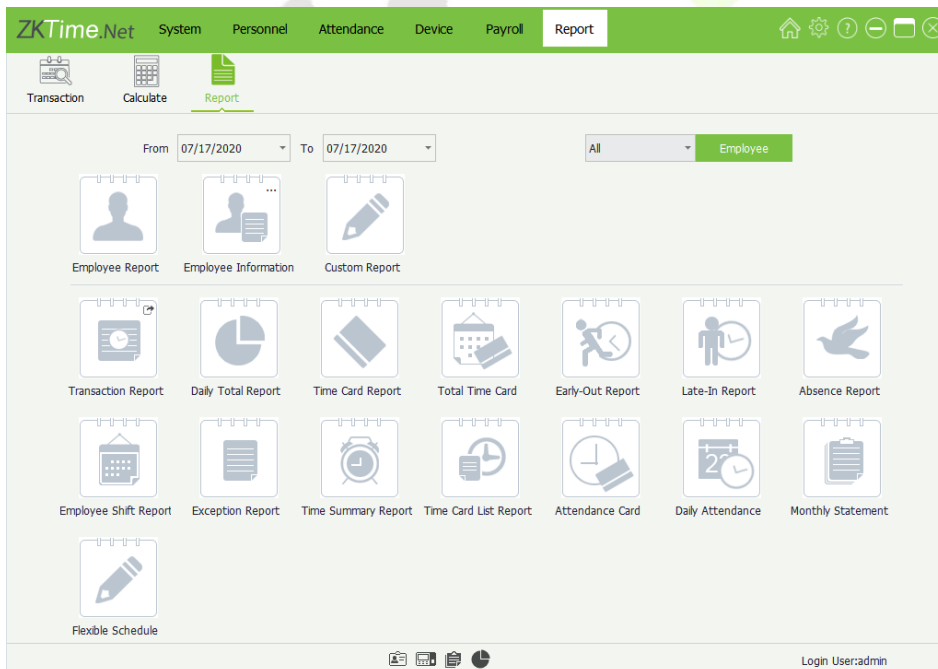 ZKTime.Net System Personnel Attendance Device Payroll Report
Transaction Calculate Report
From 07/17/2020 To 07/17/2020 All Employee
Employee Report Employee Information Custom Report
Transaction Report Daily Total Report Time Card Report Total Time Card Early-Out Report Late-In Report Absence Report
Employee Shift Report Exception Report Time Summary Report Time Card List Report Attendance Card Daily Attendance Monthly Statement
Flexible Schedule
Login User:admin